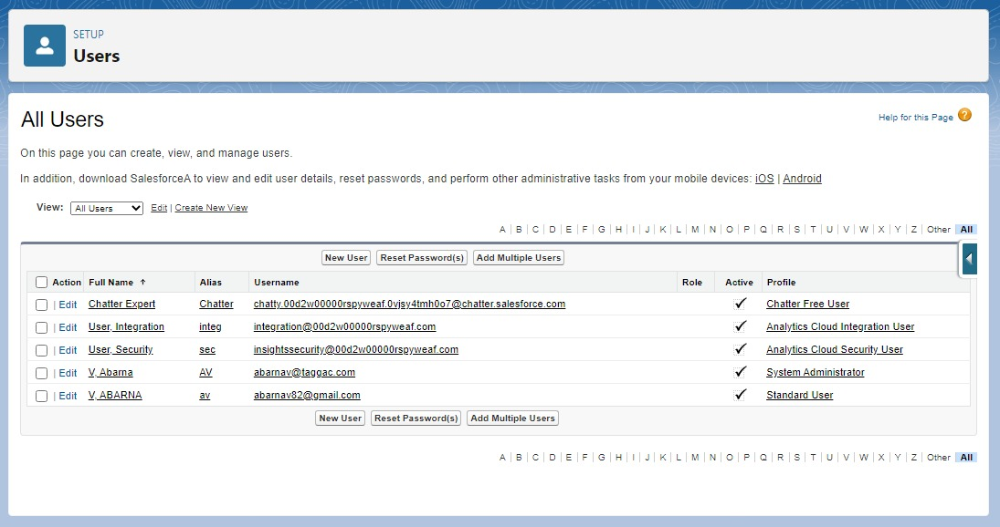 SETUP
Users
All Users
Help for this Page ?
On this page you can create, view, and manage users.
In addition, download SalesforceA to view and edit user details, reset passwords, and perform other administrative tasks from your mobile devices: iOS | Android
View: All Users Edit | Create New View
A | B | C | D | E | F | G | H | I | J | K | L | M | N | O | P | Q | R | S | T | U | V | W | X | Y | Z | Other All
New User Reset Password(s) Add Multiple Users
Action Full Name ↑ Alias Username Role Active Profile
| Edit Chatter Expert Chatter chatty.00d2w00000rspyweaf.0vjsy4tmh0o7@chatter.salesforce.com ✓ Chatter Free User
| Edit User, Integration integ integration@00d2w00000rspyweaf.com ✓ Analytics Cloud Integration User
| Edit User, Security sec insightssecurity@00d2w00000rspyweaf.com ✓ Analytics Cloud Security User
| Edit V, Abarna AV abarnav@taggac.com ✓ System Administrator
| Edit V, ABARNA av abarnav82@gmail.com ✓ Standard User
New User Reset Password(s) Add Multiple Users
A | B | C | D | E | F | G | H | I | J | K | L | M | N | O | P | Q | R | S | T | U | V | W | X | Y | Z | Other All